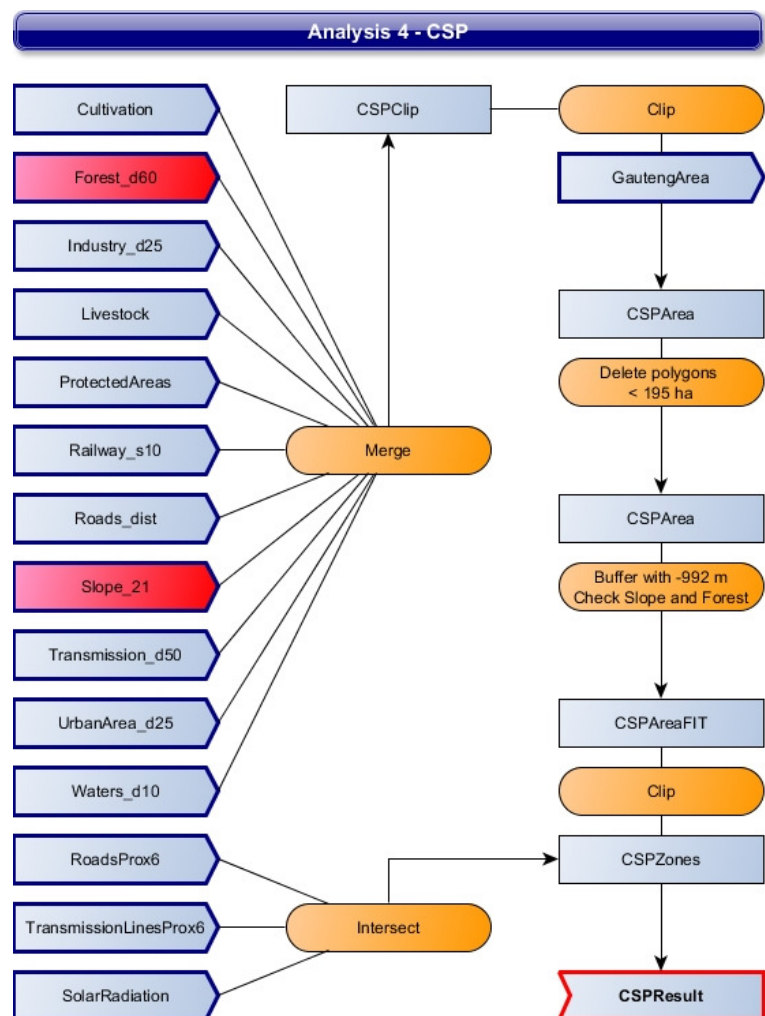 Analysis 4 - CSP
Cultivation
CSPClip
Clip
Forest_d60
GautengArea
Industry_d25
Livestock
CSPArea
ProtectedAreas
Delete polygons
< 195 ha
Railway_s10
Merge
Roads_dist
CSPArea
Slope_21
Buffer with -992 m
Check Slope and Forest
Transmission_d50
UrbanArea_d25
CSPAreaFIT
Waters_d10
Clip
RoadsProx6
CSPZones
TransmissionLinesProx6
Intersect
SolarRadiation
CSPResult